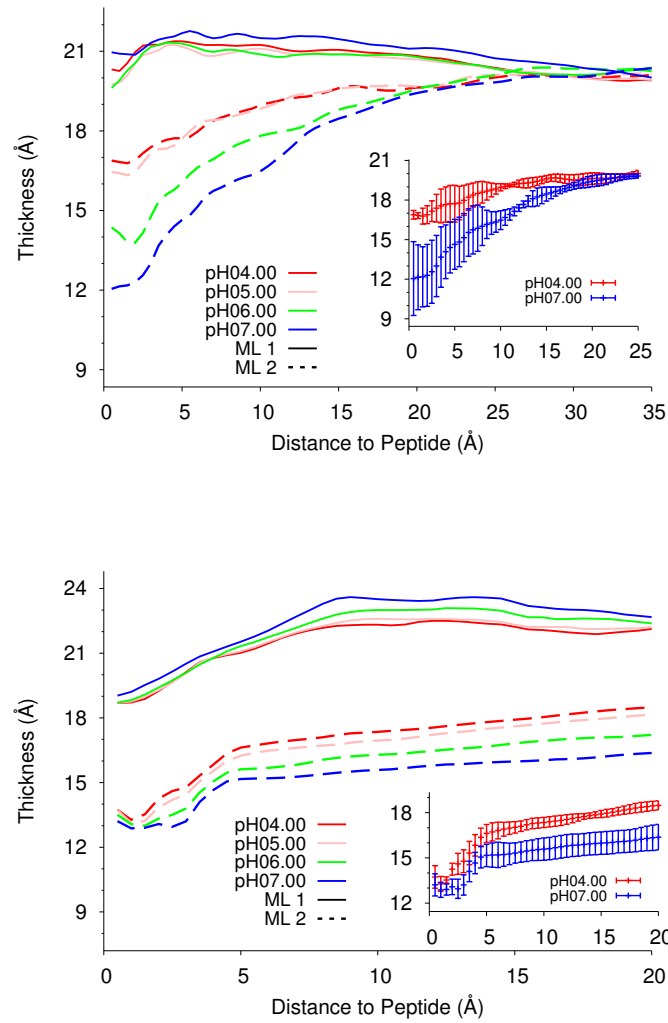 21
18
15
12
9
Thickness (Å)
pH04.00
pH05.00
pH06.00
pH07.00
ML 1
ML 2
21
18
15
12
9
pH04.00
pH07.00
0 5 10 15 20 25
0 5 10 15 20 25 30 35
Distance to Peptide (Å)
24
21
18
15
12
9
Thickness (Å)
pH04.00
pH05.00
pH06.00
pH07.00
ML 1
ML 2
18
15
12
pH04.00
pH07.00
0 5 10 15 20
0 5 10 15 20
Distance to Peptide (Å)